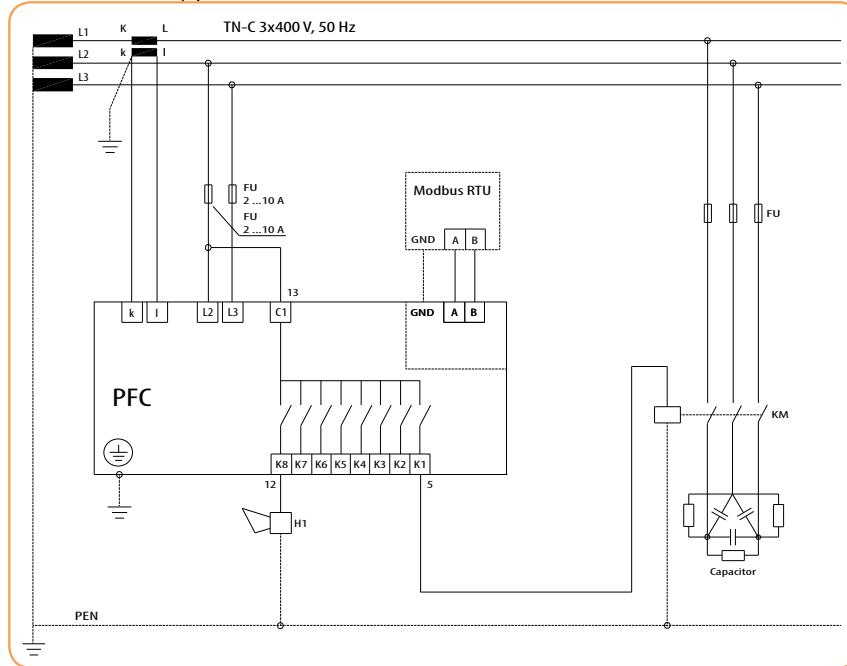 TN-C 3x400 V, 50 Hz
L1
K
L
L2
k
l
L3
FU
2 ...10 A
FU
2 ...10 A
Modbus RTU
GND
A
B
FU
13
k
l
L2
L3
C1
GND
A
B
PFC
KM
K8
K7
K6
K5
K4
K3
K2
K1
12
5
H1
Capacitor
PEN